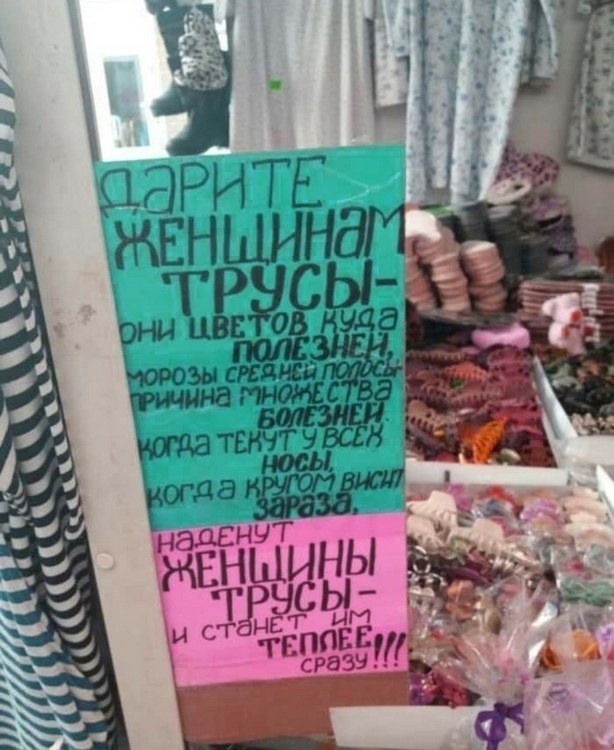 ДАРИТЕ
ЖЕНЩИНАМ
ТРУСЫ-
ОНИ ЦВЕТОВ КУДА
ПОЛЕЗНЕЙ,
МОРОЗЫ СРЕДНЕЙ ПОЛОСЫ-
ПРИЧИНА МНОЖЕСТВА
БОЛЕЗНЕЙ.
КОГДА ТЕКУТ У ВСЕХ
НОСЫ,
КОГДА КРУГОМ ВИСИТ
ЗАРАЗА,
НАДЕНУТ
ЖЕНЩИНЫ
ТРУСЫ-
И СТАНЕТ ИМ
ТЕПЛЕЕ
СРАЗУ!!!